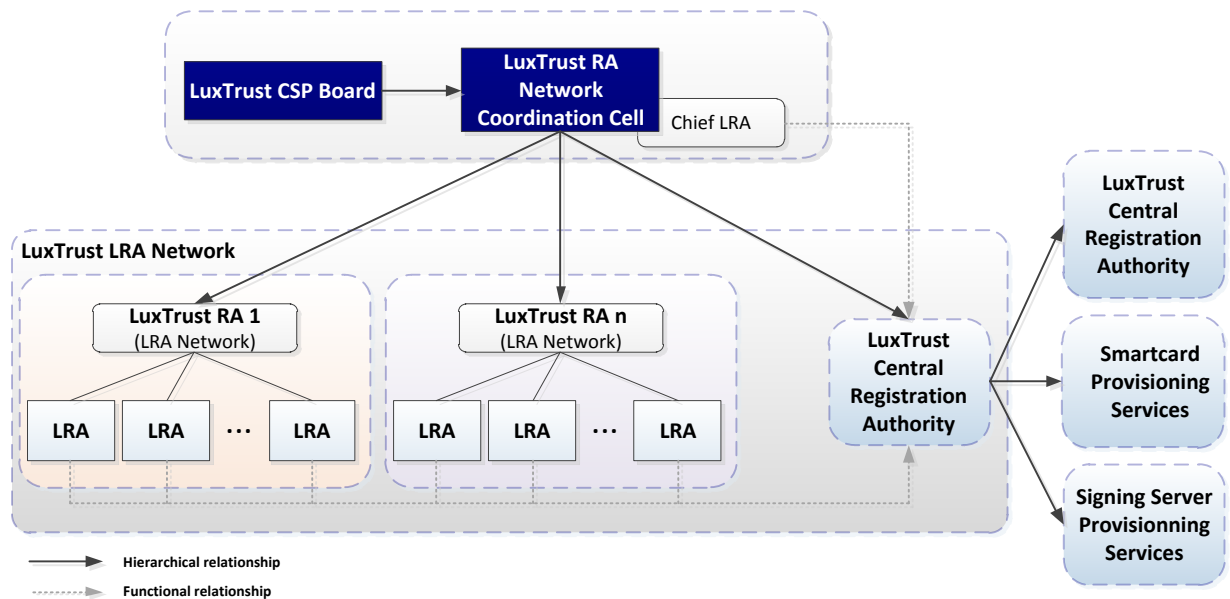 LuxTrust CSP Board
LuxTrust RA
Network
Coordination Cell
Chief LRA
LuxTrust LRA Network
LuxTrust RA 1
(LRA Network)
LRA
LRA
...
LRA
LuxTrust RA n
(LRA Network)
LRA
LRA
...
LRA
LuxTrust
Central
Registration
Authority
LuxTrust
Central
Registration
Authority
Smartcard
Provisioning
Services
Signing Server
Provisionning
Services
Hierarchical relationship
Functional relationship